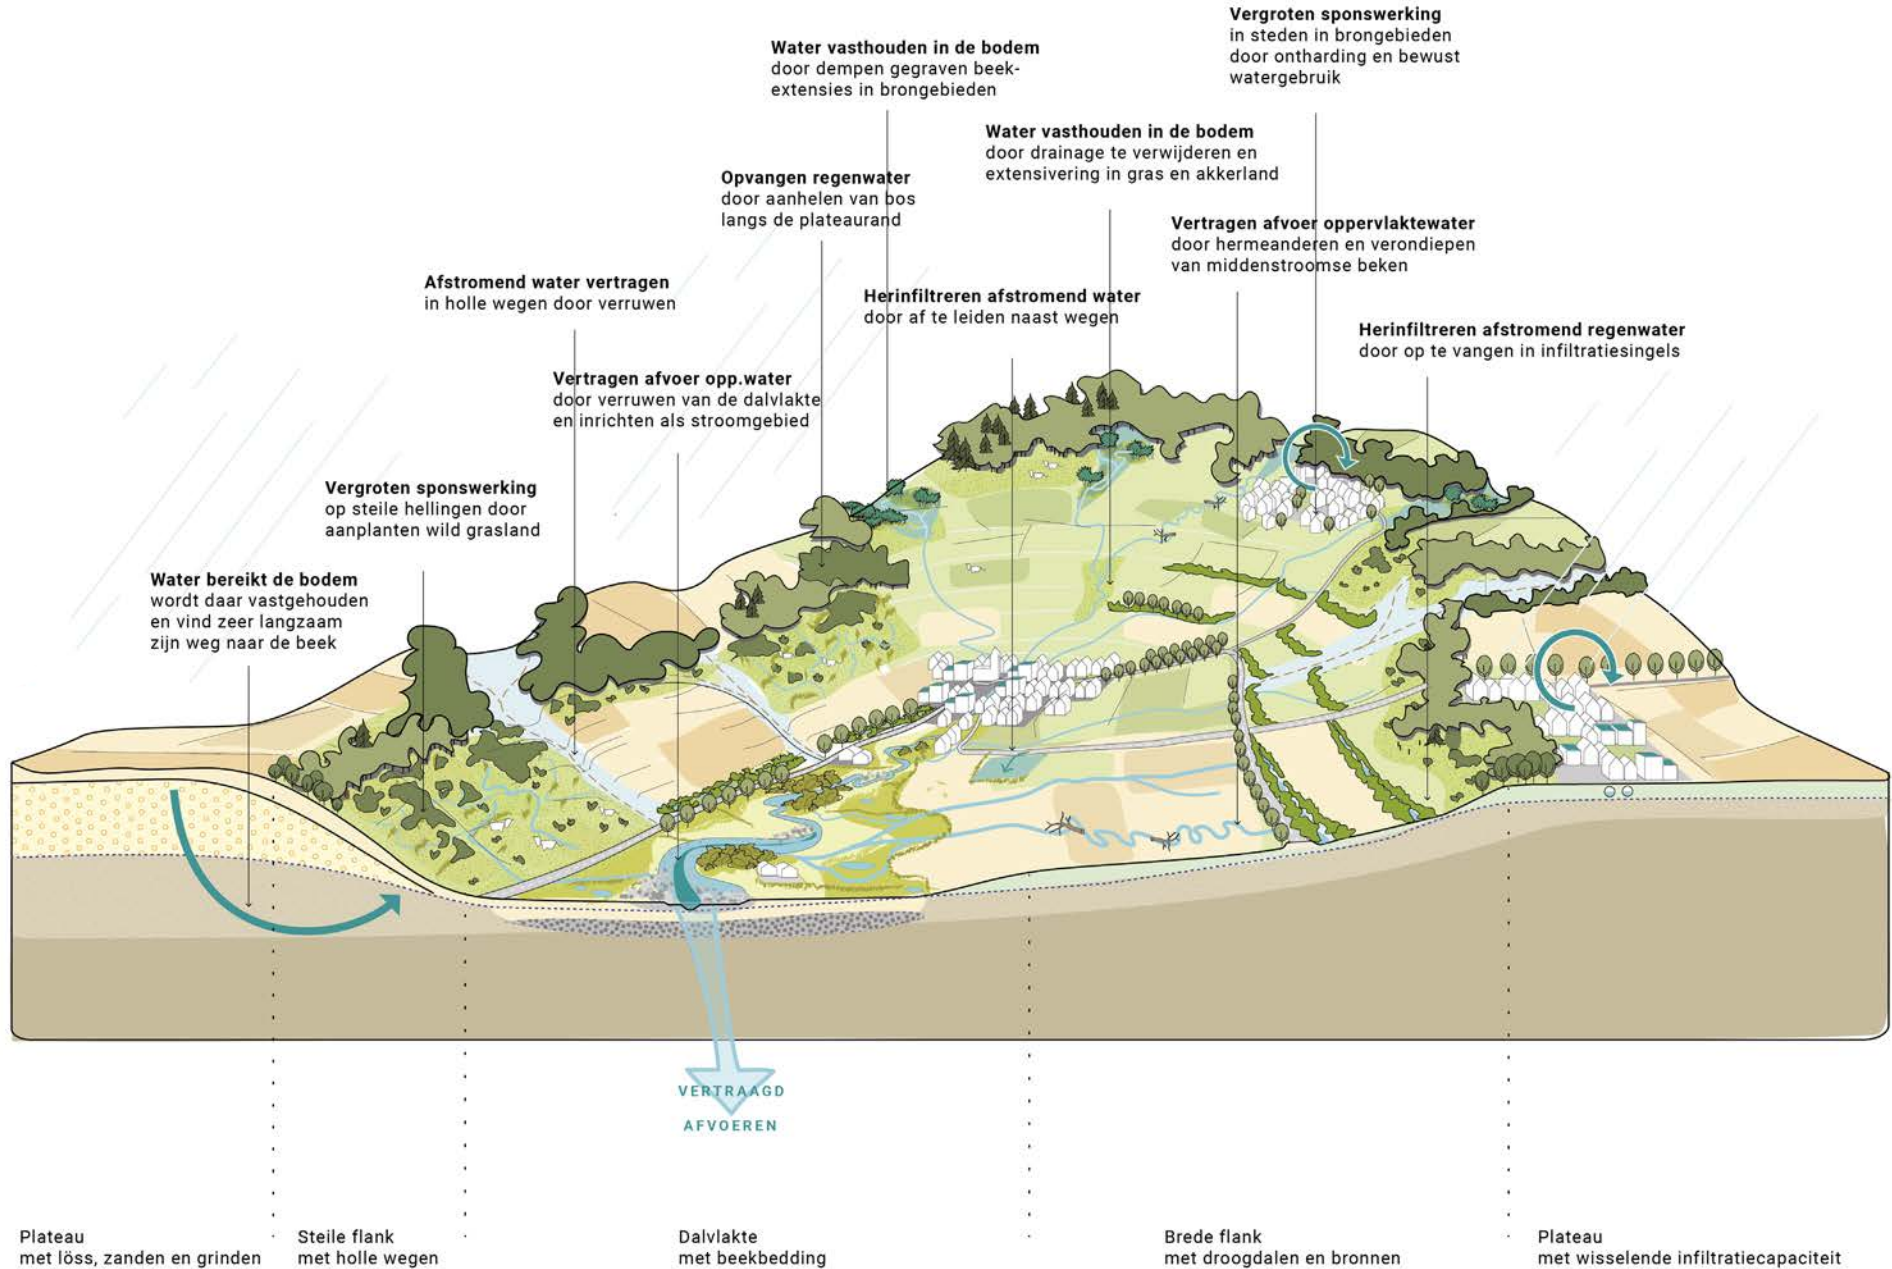 Vergroten sponswerking
in steden in brongebieden
door ontharding en bewust
watergebruik
Water vasthouden in de bodem
door dempen gegraven beek-
extensies in brongebieden
Water vasthouden in de bodem
door drainage te verwijderen en
extensivering in gras en akkerland
Opvangen regenwater
door aanhelen van bos
langs de plateaurand
Vertragen afvoer oppervlaktewater
door hermeanderen en verondiepen
van middenstroomse beken
Afstromend water vertragen
in holle wegen door verruwen
Herinfiltreren afstromend water
door af te leiden naast wegen
Herinfiltreren afstromend regenwater
door op te vangen in infiltratiesingels
Vertragen afvoer opp.water
door verruwen van de dalvlakte
en inrichten als stroomgebied
Vergroten sponswerking
op steile hellingen door
aanplanten wild grasland
Water bereikt de bodem
wordt daar vastgehouden
en vind zeer langzaam
zijn weg naar de beek
VERTRAAGD
AFVOEREN
Plateau
met löss, zanden en grinden
Steile flank
met holle wegen
Dalvlakte
met beekbedding
Brede flank
met droogdalen en bronnen
Plateau
met wisselende infiltratiecapaciteit